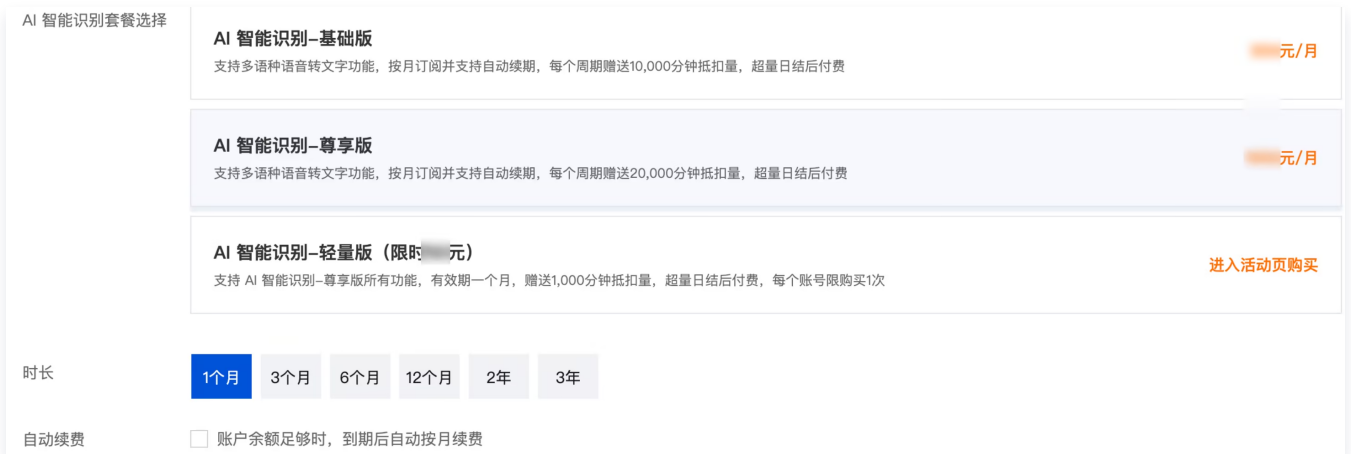 AI 智能识别套餐选择
AI 智能识别-基础版
元/月
支持多语种语音转文字功能，按月订阅并支持自动续期，每个周期赠送10,000分钟抵扣量，超量日结后付费
AI 智能识别-尊享版
元/月
支持多语种语音转文字功能，按月订阅并支持自动续期，每个周期赠送20,000分钟抵扣量，超量日结后付费
AI 智能识别-轻量版（限时 元）
进入活动页购买
支持 AI 智能识别-尊享版所有功能，有效期一个月，赠送1,000分钟抵扣量，超量日结后付费，每个账号限购买1次
时长
1个月 3个月 6个月 12个月 2年 3年
自动续费
账户余额足够时，到期后自动按月续费